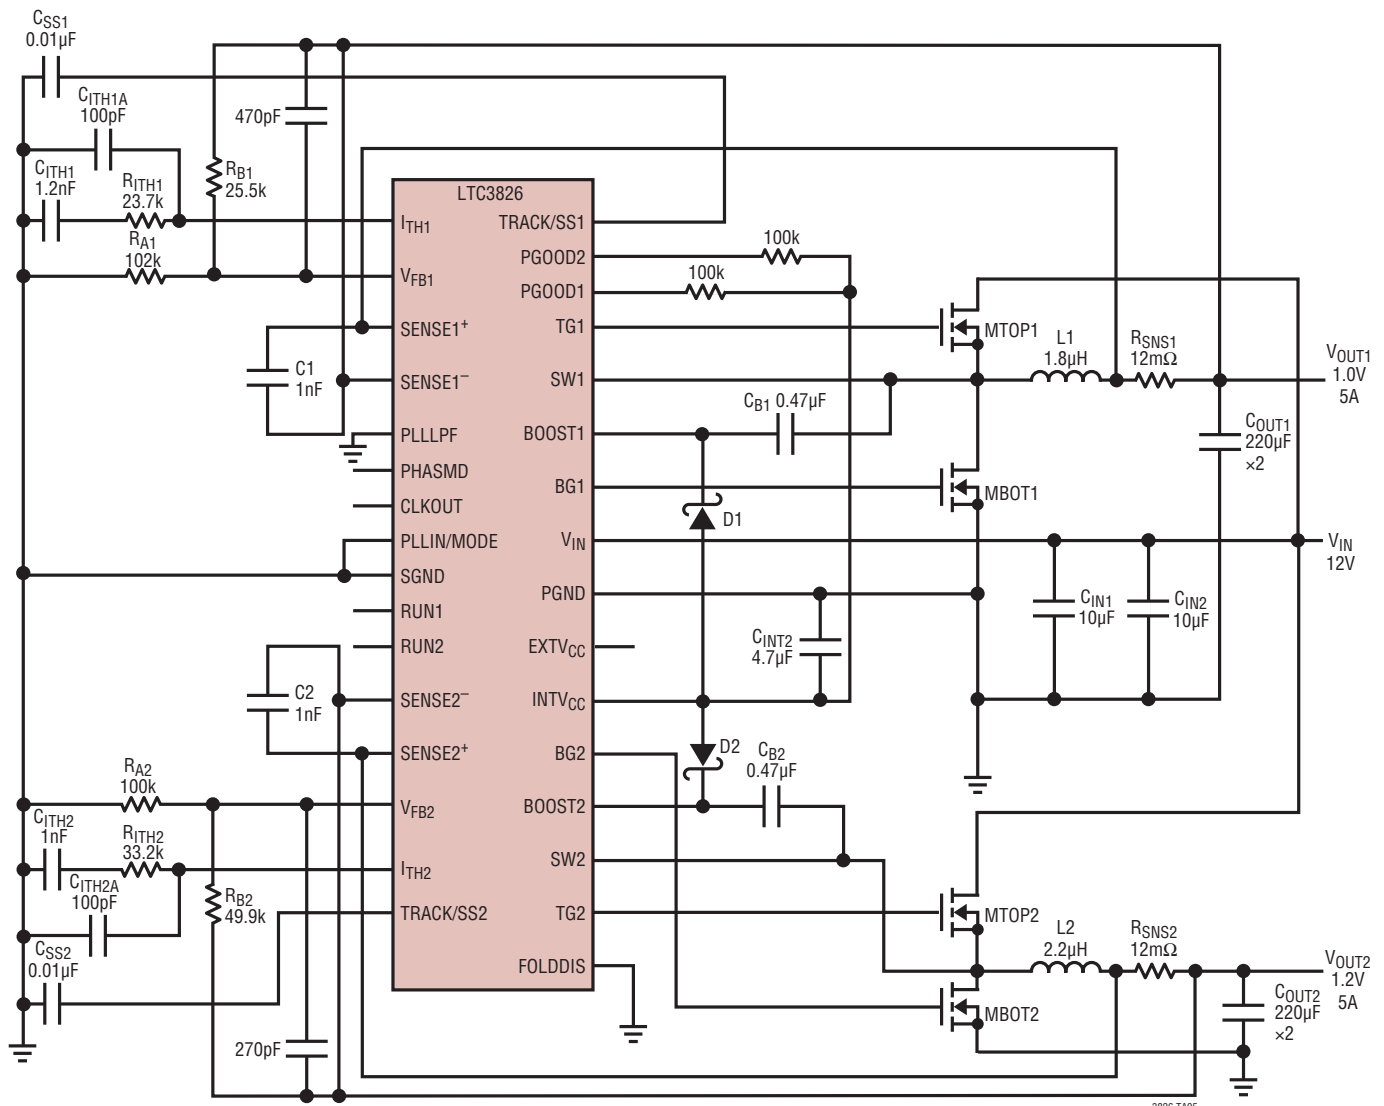 CSS1
0.01µF
CITH1A
100pF
470pF
CITH1
1.2nF
RITH1
23.7k
RB1
25.5k
RA1
102k
LTC3826
ITH1
TRACK/SS1
PGOOD2
100k
VFB1
PGOOD1
100k
SENSE1+
TG1
MTOP1
C1
1nF
SENSE1–
SW1
L1
1.8µH
RSNS1
12mΩ
VOUT1
1.0V
5A
CB1 0.47µF
PLLLPF
BOOST1
COUT1
220µF
×2
PHASMD
BG1
MBOT1
CLKOUT
D1
PLLIN/MODE
VIN
VIN
12V
SGND
PGND
CIN1
10µF
CIN2
10µF
RUN1
CINT2
4.7µF
RUN2
EXTVCC
C2
1nF
SENSE2–
INTVCC
SENSE2+
BG2
D2
CB2
0.47µF
RA2
100k
VFB2
BOOST2
CITH2
1nF
RITH2
33.2k
ITH2
SW2
CITH2A
100pF
RB2
49.9k
TRACK/SS2
TG2
MTOP2
CSS2
0.01µF
FOLDDIS
L2
2.2µH
RSNS2
12mΩ
VOUT2
1.2V
5A
MBOT2
COUT2
220µF
×2
270pF